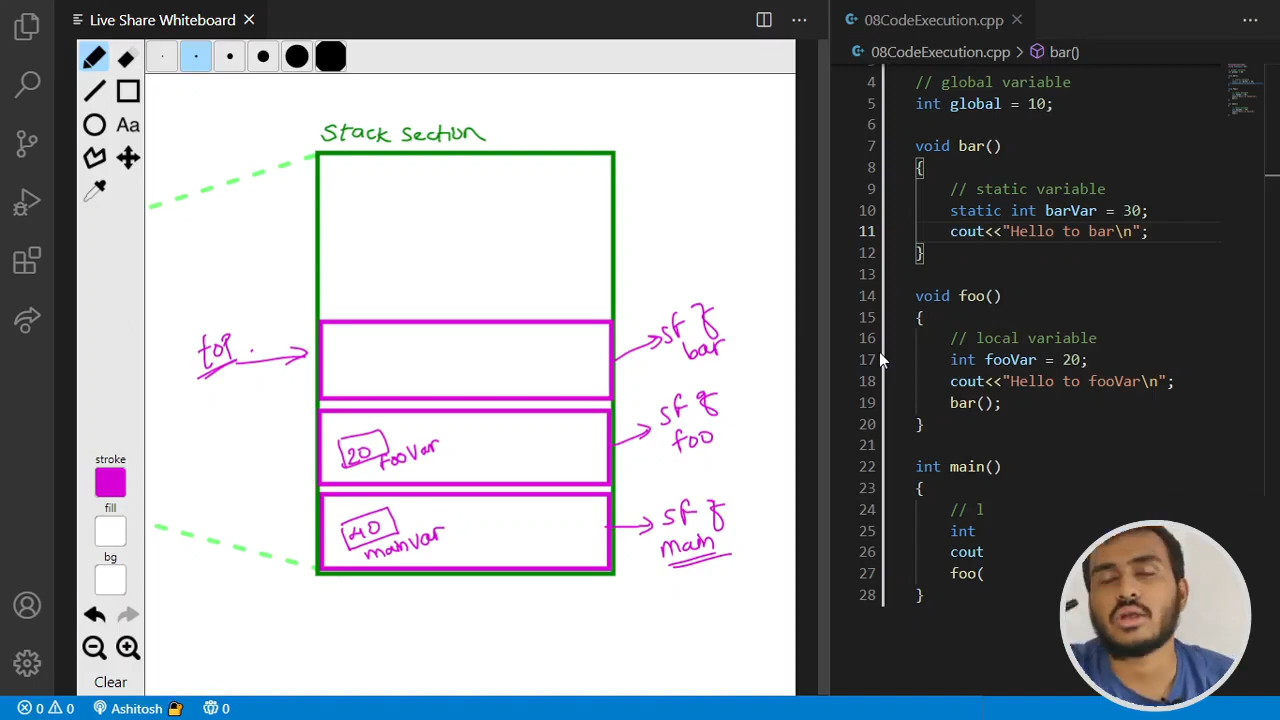 Live Share Whiteboard
08CodeExecution.cpp
08CodeExecution.cpp > bar()
Aa
stroke
fill
bg
Clear
Stack section
top
sf of
bar
sf of
foo
20
FooVar
40
mainVar
sf of
main
4 // global variable
5 int global = 10;
6
7 void bar()
8 {
9 // static variable
10 static int barVar = 30;
11 cout<<"Hello to bar\n";
12 }
13
14 void foo()
15 {
16 // local variable
17 int fooVar = 20;
18 cout<<"Hello to fooVar\n";
19 bar();
20 }
21
22 int main()
23 {
24 // l
25 int
26 cout
27 foo(
28 }
0 0 Ashitosh 0